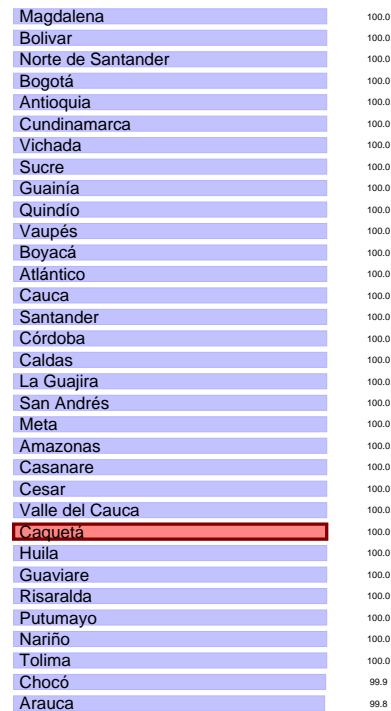 Magdalena 100.0
Bolivar 100.0
Norte de Santander 100.0
Bogotá 100.0
Antioquia 100.0
Cundinamarca 100.0
Vichada 100.0
Sucre 100.0
Guainía 100.0
Quindío 100.0
Vaupés 100.0
Boyacá 100.0
Atlántico 100.0
Cauca 100.0
Santander 100.0
Córdoba 100.0
Caldas 100.0
La Guajira 100.0
San Andrés 100.0
Meta 100.0
Amazonas 100.0
Casanare 100.0
Cesar 100.0
Valle del Cauca 100.0
Caquetá 100.0
Huila 100.0
Guaviare 100.0
Risaralda 100.0
Putumayo 100.0
Nariño 100.0
Tolima 100.0
Chocó 99.9
Arauca 99.8